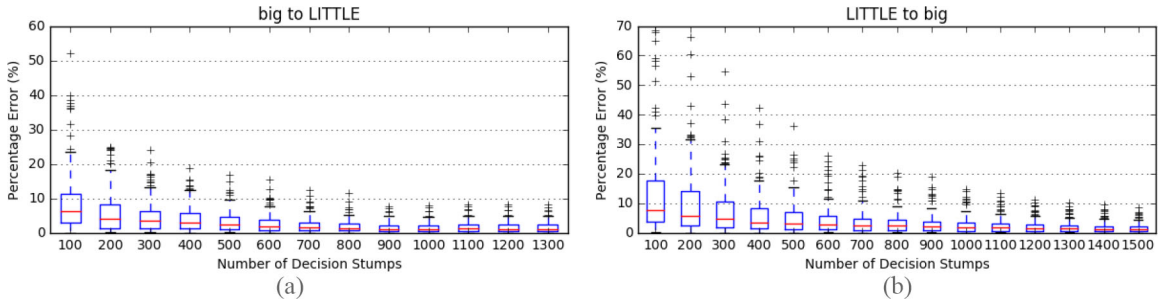 big to LITTLE
Percentage Error (%)
60
50
40
30
20
10
0
100 200 300 400 500 600 700 800 900 1000 1100 1200 1300
Number of Decision Stumps
(a)
LITTLE to big
Percentage Error (%)
70
60
50
40
30
20
10
0
100 200 300 400 500 600 700 800 900 1000 1100 1200 1300 1400 1500
Number of Decision Stumps
(b)